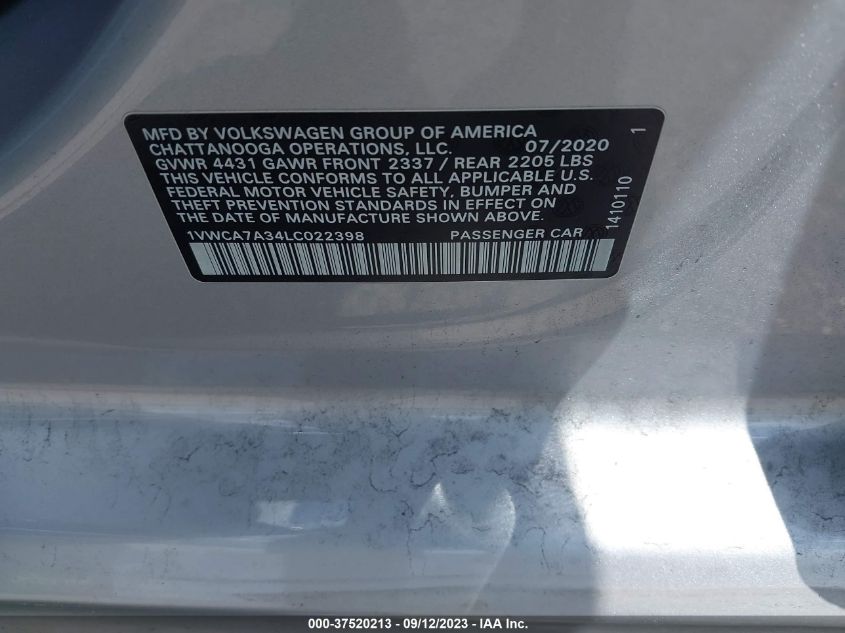 MFD BY VOLKSWAGEN GROUP OF AMERICA
CHATTANOOGA OPERATIONS, LLC. 07/2020
GVWR 4431 GAWR FRONT 2337 / REAR 2205 LBS
THIS VEHICLE CONFORMS TO ALL APPLICABLE U.S.
FEDERAL MOTOR VEHICLE SAFETY, BUMPER AND
THEFT PREVENTION STANDARDS IN EFFECT ON
THE DATE OF MANUFACTURE SHOWN ABOVE.
1VWCA7A34LC022398 PASSENGER CAR
1410110 1
000-37520213 - 09/12/2023 - IAA Inc.